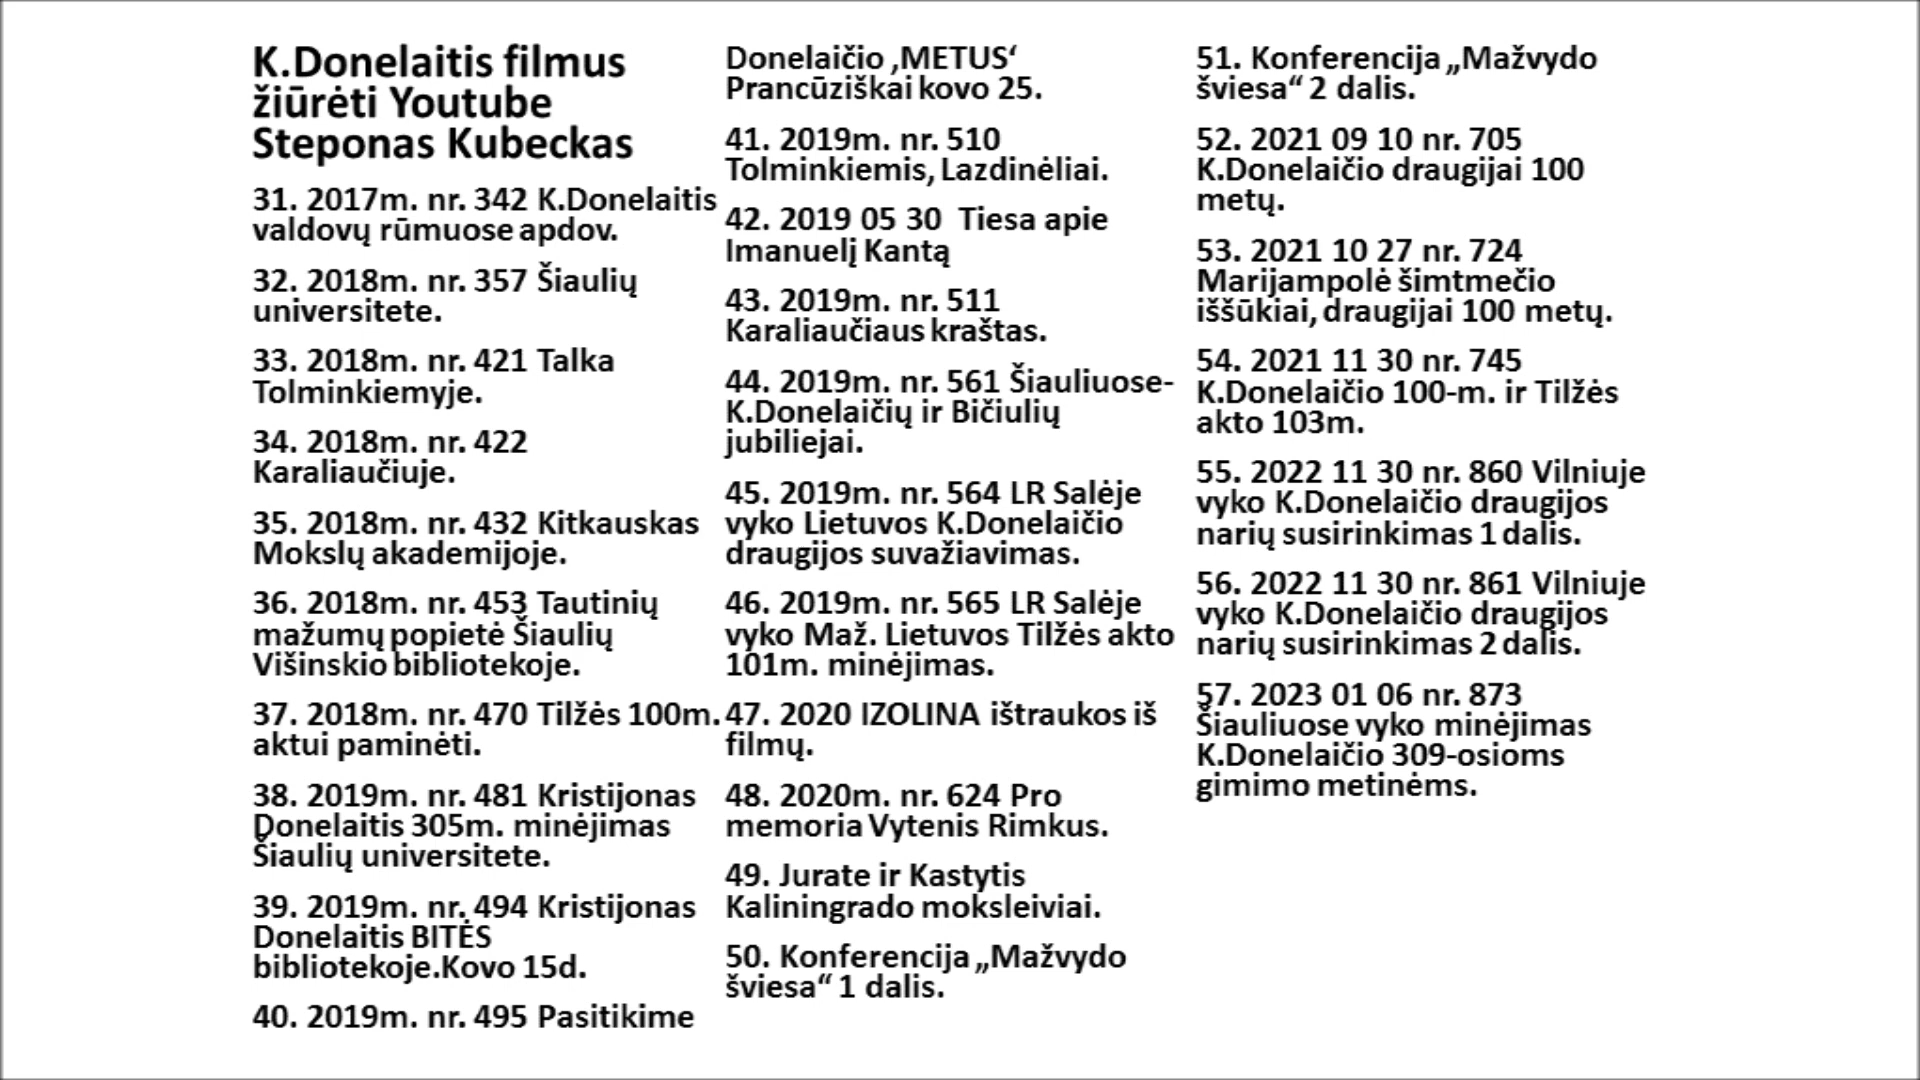 K.Donelaitis filmus
žiūrėti Youtube
Steponas Kubeckas
31. 2017m. nr. 342 K.Donelaitis
valdovų rūmuose apdov.
32. 2018m. nr. 357 Šiaulių
universitete.
33. 2018m. nr. 421 Talka
Tolminkiemyje.
34. 2018m. nr. 422
Karaliaučiuje.
35. 2018m. nr. 432 Kitkauskas
Mokslų akademijoje.
36. 2018m. nr. 453 Tautinių
mažumų popietė Šiaulių
Višinskio bibliotekoje.
37. 2018m. nr. 470 Tilžės 100m.
aktui paminėti.
38. 2019m. nr. 481 Kristijonas
Donelaitis 305m. minėjimas
Šiaulių universitete.
39. 2019m. nr. 494 Kristijonas
Donelaitis BITĖS
bibliotekoje.Kovo 15d.
40. 2019m. nr. 495 Pasitikime
Donelaičio ‚METUS‘
Prancūziškai kovo 25.
41. 2019m. nr. 510
Tolminkiemis, Lazdinėliai.
42. 2019 05 30  Tiesa apie
Imanuelį Kantą
43. 2019m. nr. 511
Karaliaučiaus kraštas.
44. 2019m. nr. 561 Šiauliuose-
K.Donelaičių ir Bičiulių
jubiliejai.
45. 2019m. nr. 564 LR Salėje
vyko Lietuvos K.Donelaičio
draugijos suvažiavimas.
46. 2019m. nr. 565 LR Salėje
vyko Maž. Lietuvos Tilžės akto
101m. minėjimas.
47. 2020 IZOLINA ištraukos iš
filmų.
48. 2020m. nr. 624 Pro
memoria Vytenis Rimkus.
49. Jurate ir Kastytis
Kaliningrado moksleiviai.
50. Konferencija „Mažvydo
šviesa“ 1 dalis.
51. Konferencija „Mažvydo
šviesa“ 2 dalis.
52. 2021 09 10 nr. 705
K.Donelaičio draugijai 100
metų.
53. 2021 10 27 nr. 724
Marijampolė šimtmečio
iššūkiai, draugijai 100 metų.
54. 2021 11 30 nr. 745
K.Donelaičio 100-m. ir Tilžės
akto 103m.
55. 2022 11 30 nr. 860 Vilniuje
vyko K.Donelaičio draugijos
narių susirinkimas 1 dalis.
56. 2022 11 30 nr. 861 Vilniuje
vyko K.Donelaičio draugijos
narių susirinkimas 2 dalis.
57. 2023 01 06 nr. 873
Šiauliuose vyko minėjimas
K.Donelaičio 309-osioms
gimimo metinėms.